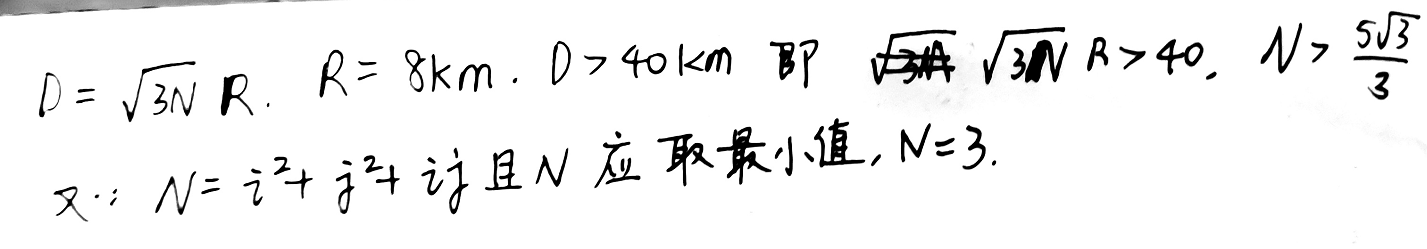 D = √3N R. R = 8km. D > 40km 即 √3N R > 40. N > 5√3/3
又∵ N = i²+ j²+ ij 且 N 应取最小值, N=3.